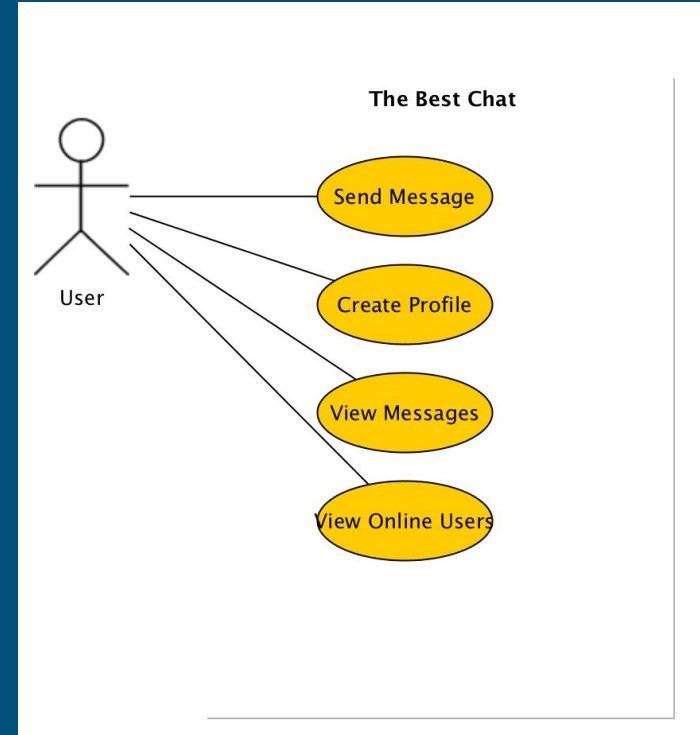 The Best Chat
Send Message
User
Create Profile
View Messages
View Online Users